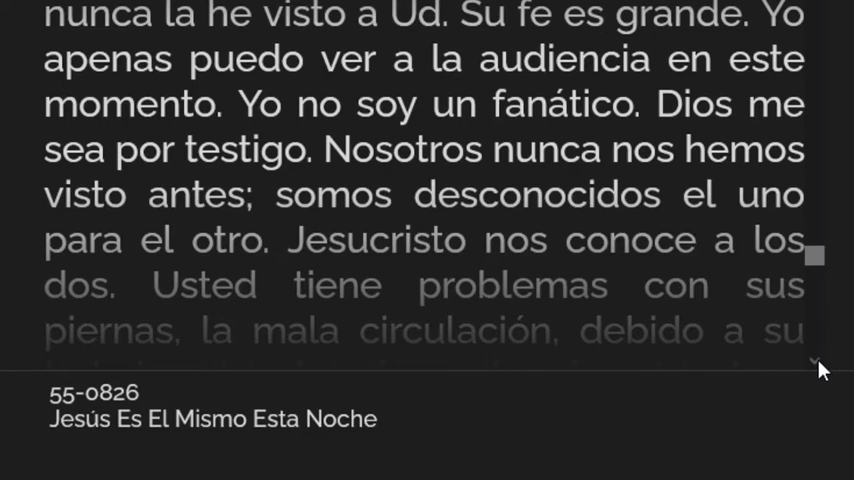 nunca la he visto a Ud. Su fe es grande. Yo
apenas puedo ver a la audiencia en este
momento. Yo no soy un fanático. Dios me
sea por testigo. Nosotros nunca nos hemos
visto antes; somos desconocidos el uno
para el otro. Jesucristo nos conoce a los
dos. Usted tiene problemas con sus
piernas, la mala circulación, debido a su
55-0826
Jesús Es El Mismo Esta Noche